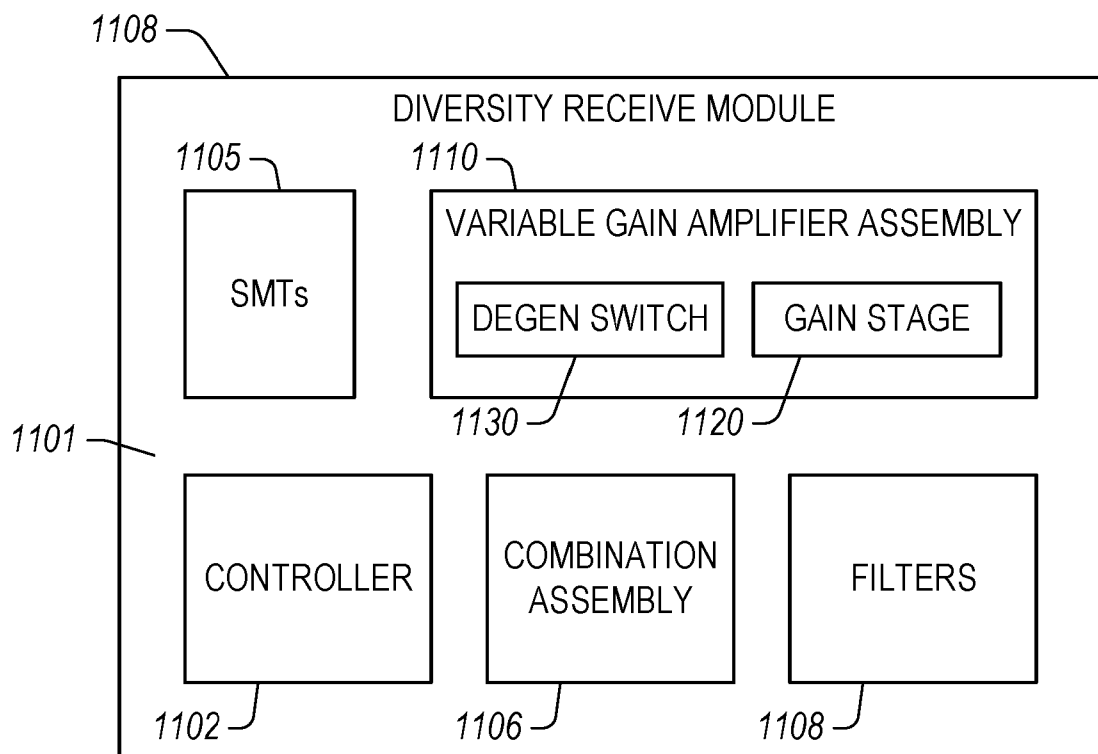 1108
DIVERSITY RECEIVE MODULE
1105
1110
SMTs
VARIABLE GAIN AMPLIFIER ASSEMBLY
DEGEN SWITCH
GAIN STAGE
1130
1120
1101
CONTROLLER
COMBINATION
ASSEMBLY
FILTERS
1102
1106
1108